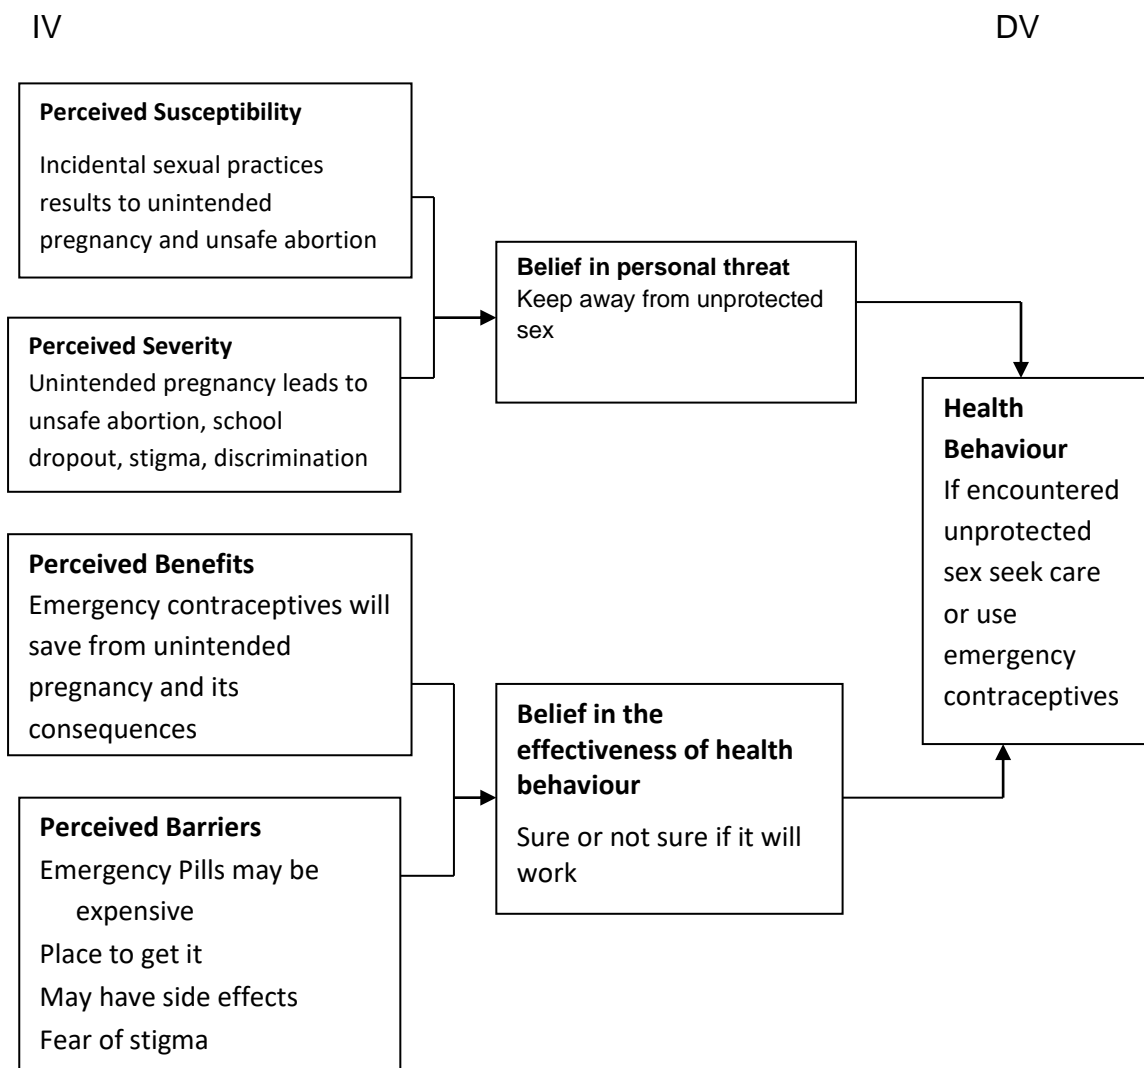 IV
DV
Perceived Susceptibility
Incidental sexual practices
results to unintended
pregnancy and unsafe abortion
Perceived Severity
Unintended pregnancy leads to
unsafe abortion, school
dropout, stigma, discrimination
Belief in personal threat
Keep away from unprotected
sex
Perceived Benefits
Emergency contraceptives will
save from unintended
pregnancy and its
consequences
Perceived Barriers
Emergency Pills may be
expensive
Place to get it
May have side effects
Fear of stigma
Belief in the
effectiveness of health
behaviour
Sure or not sure if it will
work
Health
Behaviour
If encountered
unprotected
sex seek care
or use
emergency
contraceptives